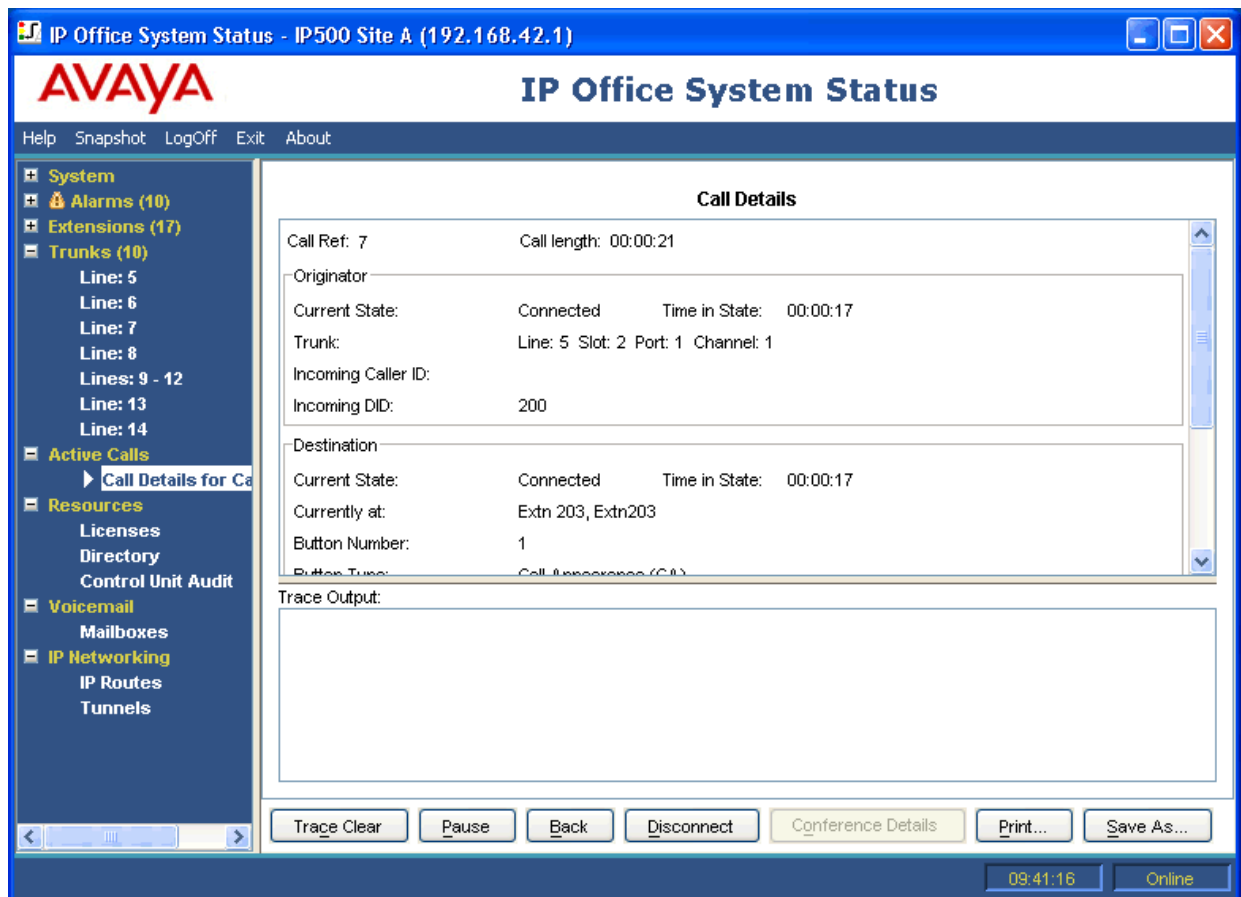 IP Office System Status - IP500 Site A (192.168.42.1)
AVAYA
IP Office System Status
Help Snapshot LogOff Exit About
System
Alarms (10)
Extensions (17)
Trunks (10)
Line: 5
Line: 6
Line: 7
Line: 8
Lines: 9 - 12
Line: 13
Line: 14
Active Calls
Call Details for Ca
Resources
Licenses
Directory
Control Unit Audit
Voicemail
Mailboxes
IP Networking
IP Routes
Tunnels
Call Details
Call Ref: 7 Call length: 00:00:21
Originator
Current State: Connected Time in State: 00:00:17
Trunk: Line: 5 Slot: 2 Port: 1 Channel: 1
Incoming Caller ID:
Incoming DID: 200
Destination
Current State: Connected Time in State: 00:00:17
Currently at: Extn 203, Extn203
Button Number: 1
Button Type: Call Appearance (CA)
Trace Output:
Trace Clear Pause Back Disconnect Conference Details Print... Save As...
09:41:16 Online